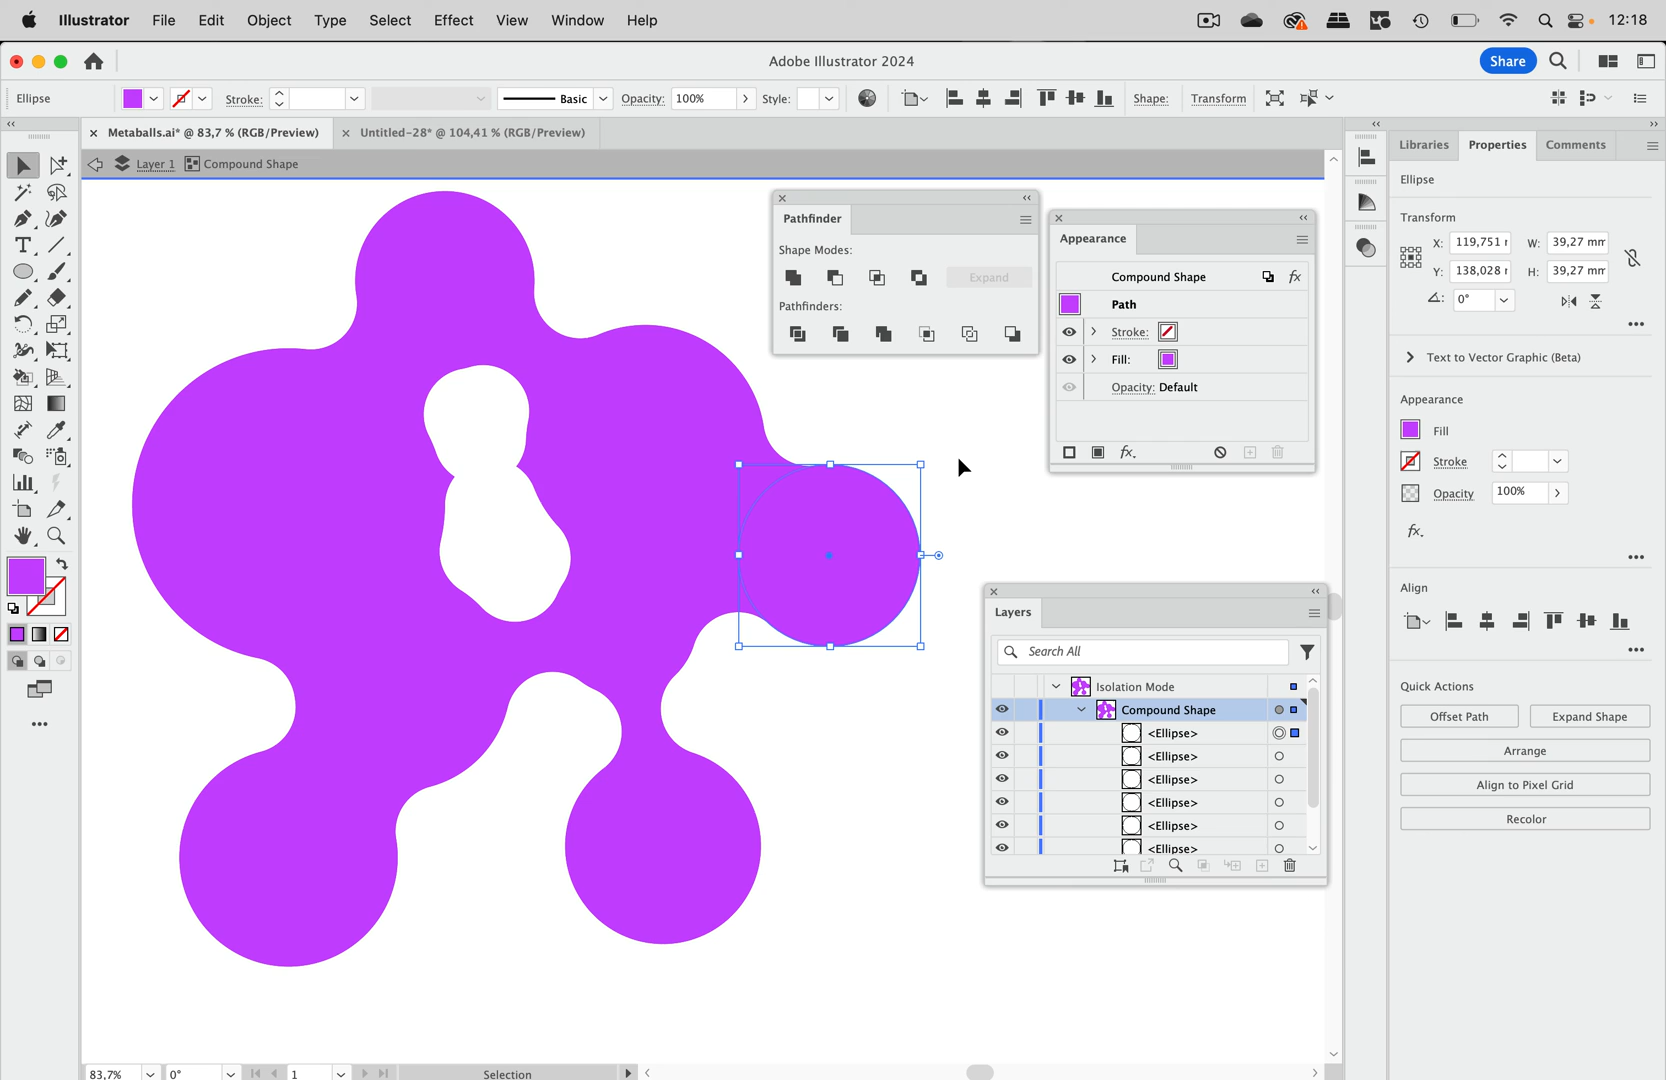 Illustrator File Edit Object Type Select Effect View Window Help 12:18
Adobe Illustrator 2024
Share
Ellipse
Stroke:
Basic
Opacity: 100%
Style:
Shape:
Transform
Metaballs.ai* @ 83,7 % (RGB/Preview)
Untitled-28* @ 104,41 % (RGB/Preview)
Layer 1 Compound Shape
Pathfinder
Shape Modes:
Expand
Pathfinders:
Appearance
Compound Shape
Path
Stroke:
Fill:
Opacity: Default
fx
fx.
Layers
Search All
Isolation Mode
Compound Shape
<Ellipse>
<Ellipse>
<Ellipse>
<Ellipse>
<Ellipse>
<Ellipse>
Libraries Properties Comments
Ellipse
Transform
X: 119,751 W: 39,27 mm
Y: 138,028 H: 39,27 mm
0°
Text to Vector Graphic (Beta)
Appearance
Fill
Stroke
Opacity 100%
fx.
Align
Quick Actions
Offset Path Expand Shape
Arrange
Align to Pixel Grid
Recolor
83,7% 0° 1 Selection